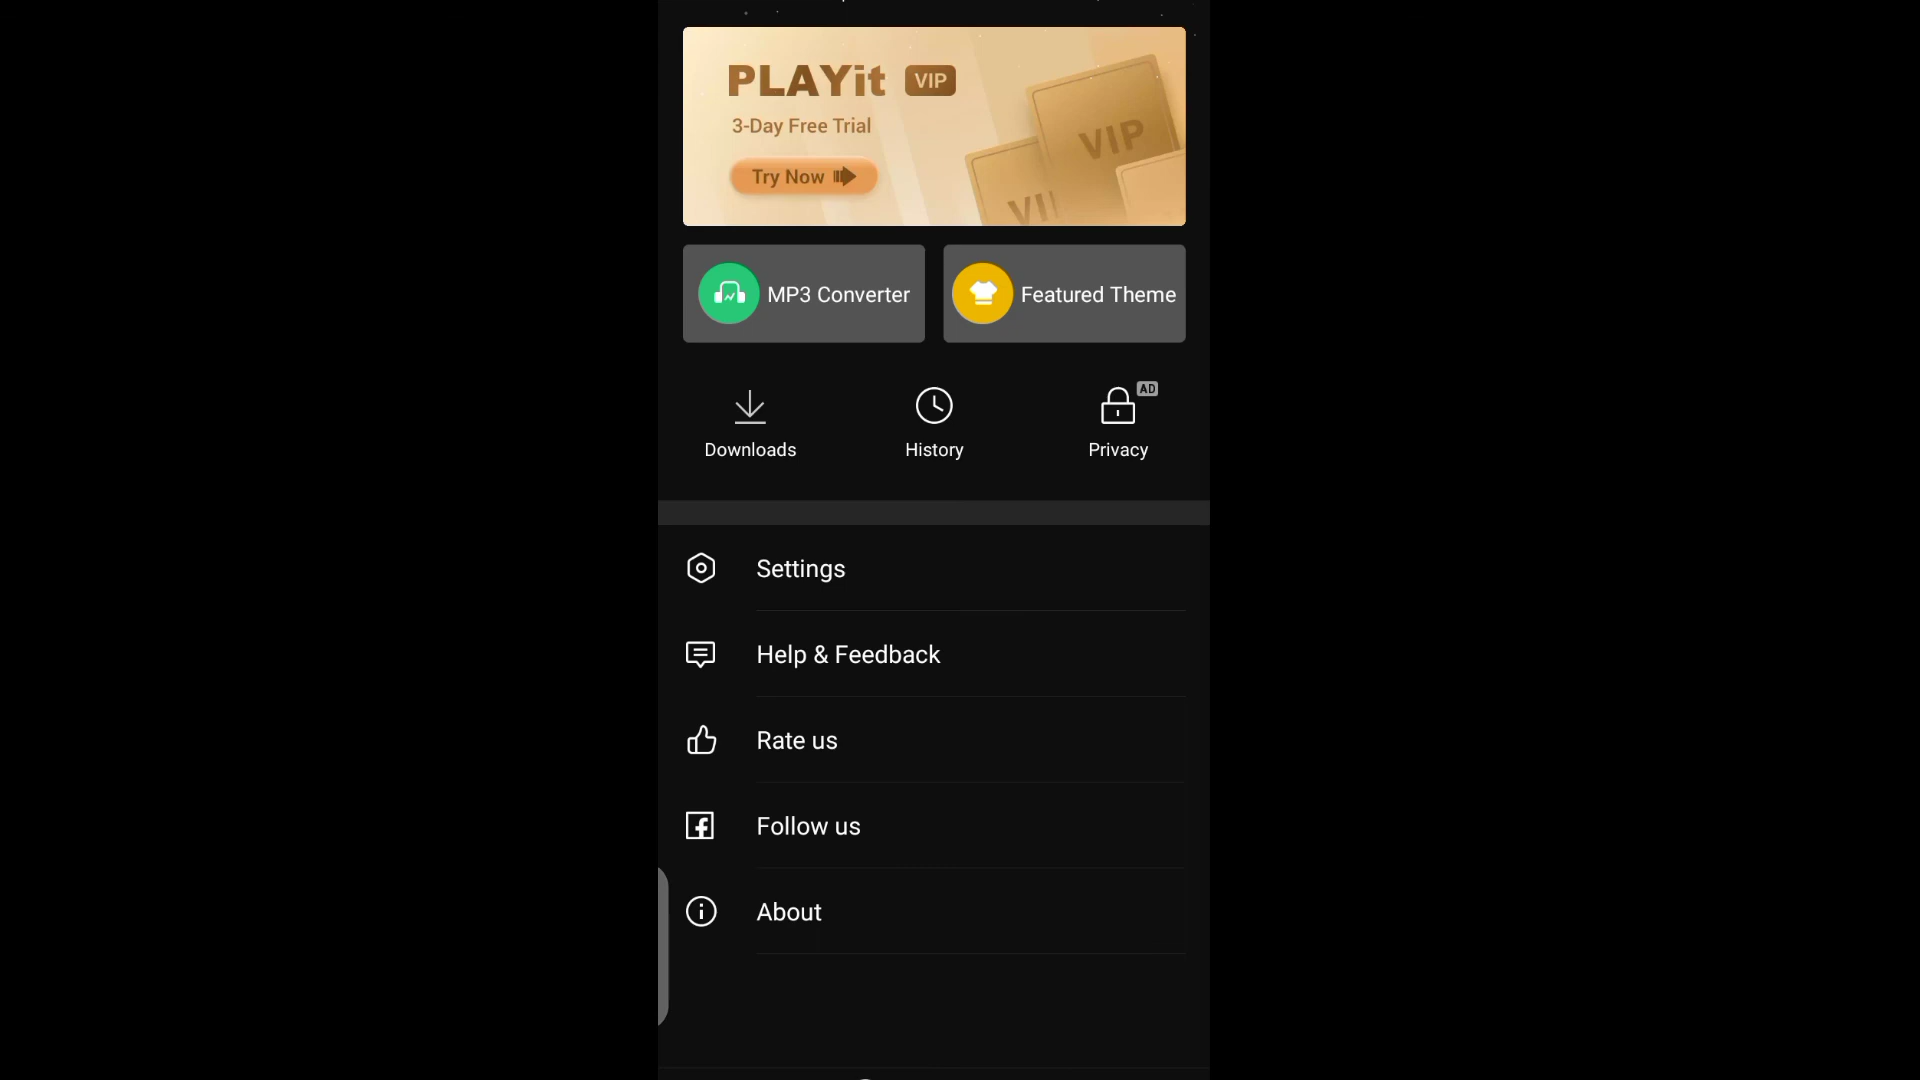 PLAYit VIP
3-Day Free Trial
Try Now
VIP
MP3 Converter
Featured Theme
AD
Downloads
History
Privacy
Settings
Help & Feedback
Rate us
Follow us
About